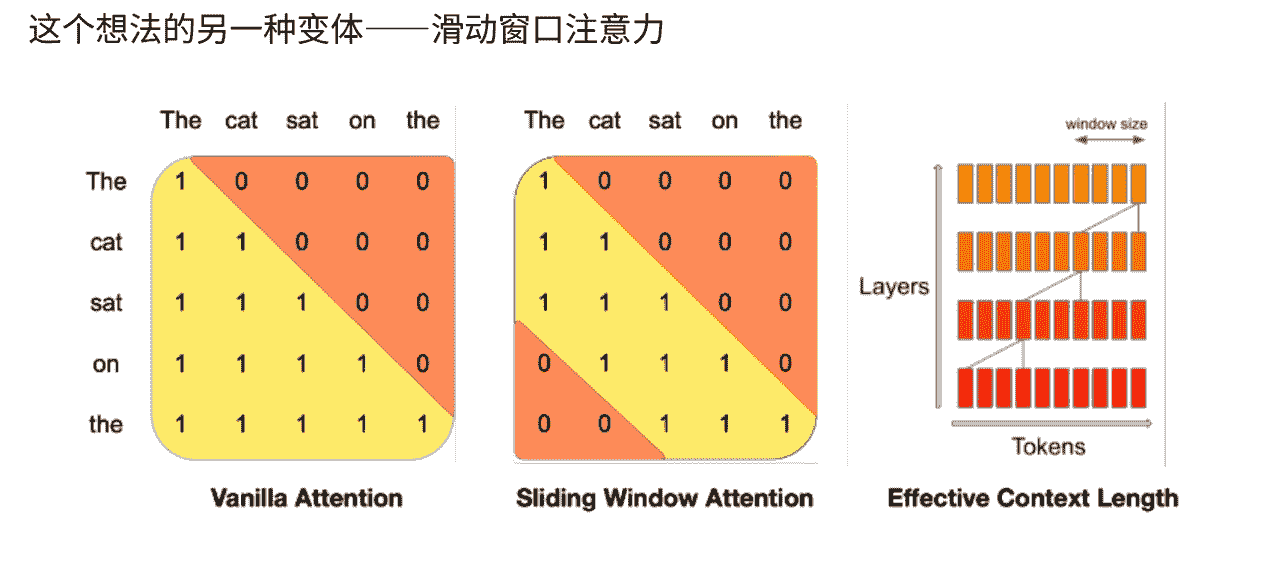 这个想法的另一种变体——滑动窗口注意力
The cat sat on the
The 1 0 0 0 0
cat 1 1 0 0 0
sat 1 1 1 0 0
on 1 1 1 1 0
the 1 1 1 1 1
Vanilla Attention
The cat sat on the
1 0 0 0 0
1 1 0 0 0
1 1 1 0 0
0 1 1 1 0
0 0 1 1 1
Sliding Window Attention
window size
Layers
Tokens
Effective Context Length